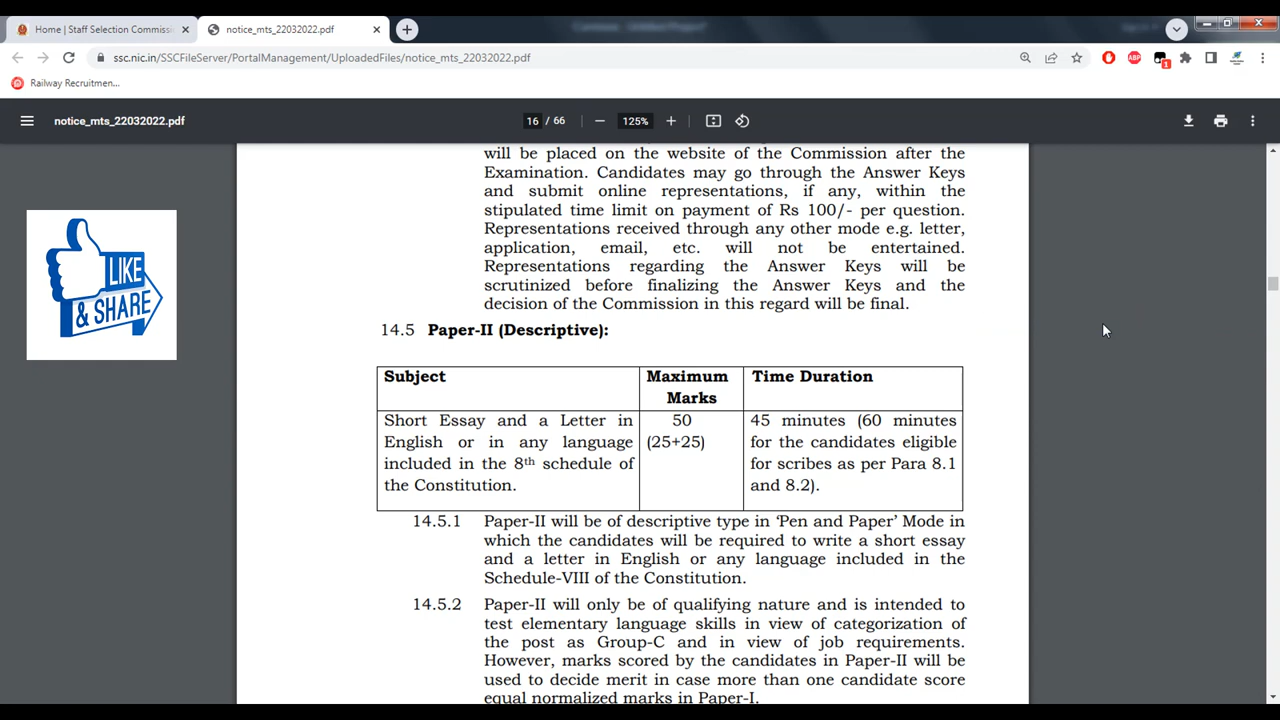 Home | Staff Selection Commissi
notice_mts_22032022.pdf
ssc.nic.in/SSCFileServer/PortalManagement/UploadedFiles/notice_mts_22032022.pdf
ABP
1
Railway Recruitmen...
notice_mts_22032022.pdf
16 / 66
125%
will be placed on the website of the Commission after the
Examination. Candidates may go through the Answer Keys
and submit online representations, if any, within the
stipulated time limit on payment of Rs 100/- per question.
Representations received through any other mode e.g. letter,
application, email, etc. will not be entertained.
Representations regarding the Answer Keys will be
scrutinized before finalizing the Answer Keys and the
decision of the Commission in this regard will be final.
LIKE
& SHARE
14.5 Paper-II (Descriptive):
Subject
Maximum
Marks
Time Duration
Short Essay and a Letter in
English or in any language
included in the 8th schedule of
the Constitution.
50
(25+25)
45 minutes (60 minutes
for the candidates eligible
for scribes as per Para 8.1
and 8.2).
14.5.1 Paper-II will be of descriptive type in ‘Pen and Paper’ Mode in
which the candidates will be required to write a short essay
and a letter in English or any language included in the
Schedule-VIII of the Constitution.
14.5.2 Paper-II will only be of qualifying nature and is intended to
test elementary language skills in view of categorization of
the post as Group-C and in view of job requirements.
However, marks scored by the candidates in Paper-II will be
used to decide merit in case more than one candidate score
equal normalized marks in Paper-I.